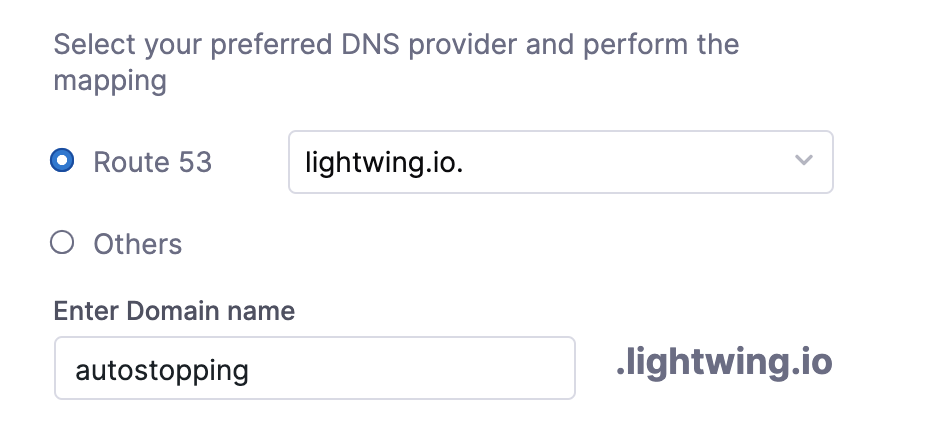 Select your preferred DNS provider and perform the
mapping
Route 53
lightwing.io.
Others
Enter Domain name
autostopping
.lightwing.io